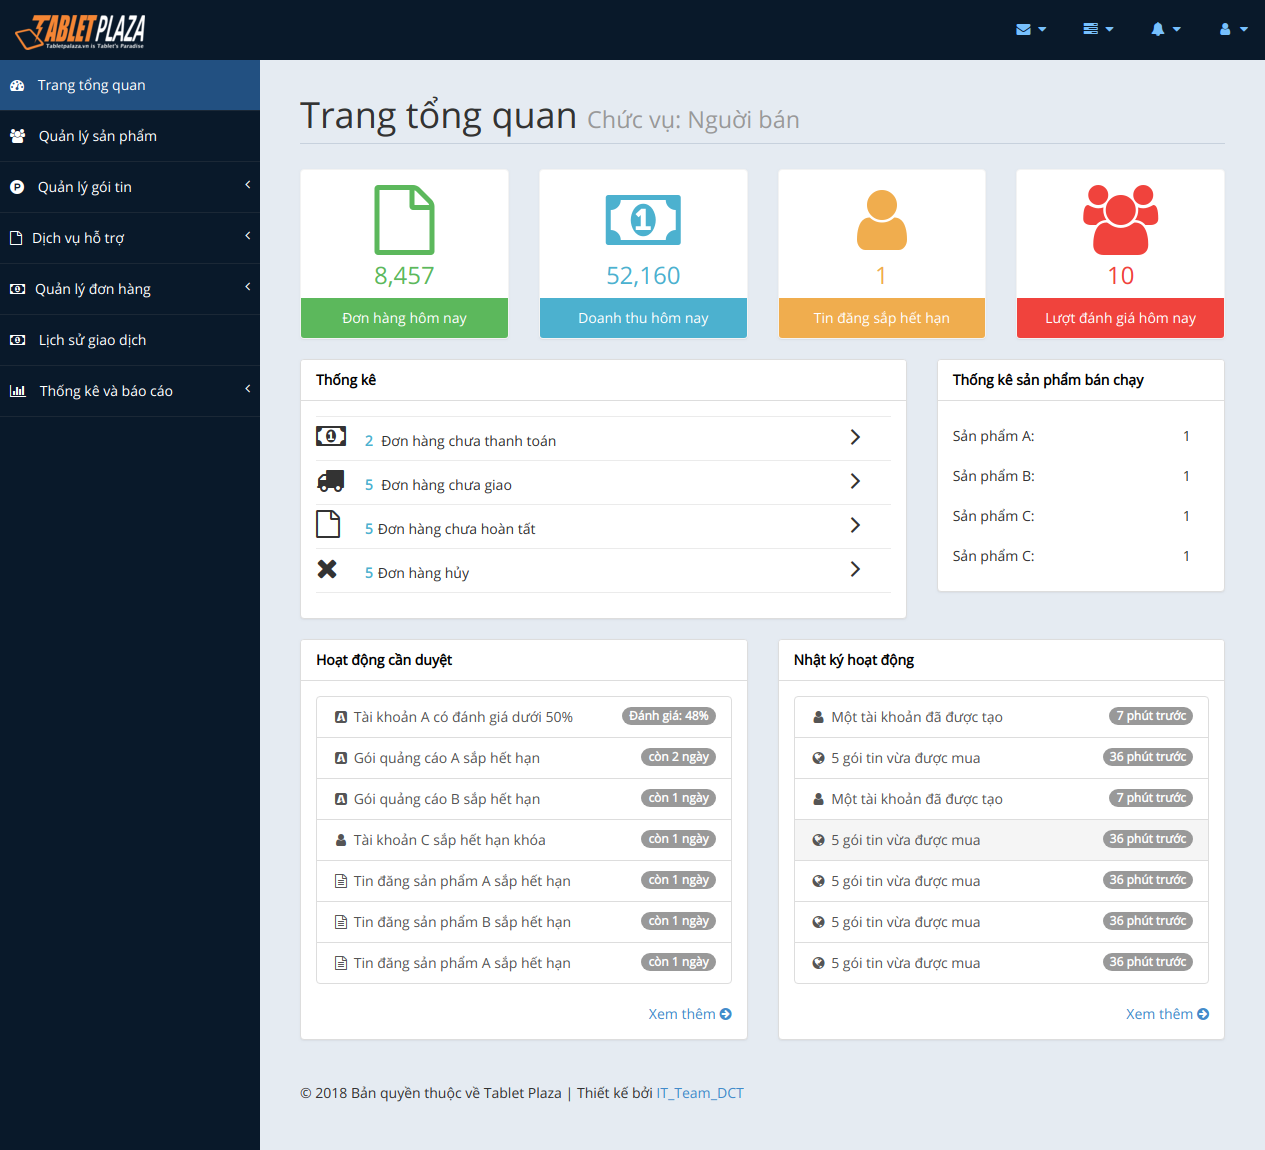 TABLET PLAZA
Tabletpalaza.vn is Tablet's Paradise
Trang tổng quan
Quản lý sản phẩm
Quản lý gói tin
Dịch vụ hỗ trợ
Quản lý đơn hàng
Lịch sử giao dịch
Thống kê và báo cáo
Trang tổng quan Chức vụ: Người bán
8,457
Đơn hàng hôm nay
52,160
Doanh thu hôm nay
1
Tin đăng sắp hết hạn
10
Lượt đánh giá hôm nay
Thống kê
2 Đơn hàng chưa thanh toán
5 Đơn hàng chưa giao
5 Đơn hàng chưa hoàn tất
5 Đơn hàng hủy
Thống kê sản phẩm bán chạy
Sản phẩm A: 1
Sản phẩm B: 1
Sản phẩm C: 1
Sản phẩm C: 1
Hoạt động cần duyệt
Tài khoản A có đánh giá dưới 50% Đánh giá: 48%
Gói quảng cáo A sắp hết hạn còn 2 ngày
Gói quảng cáo B sắp hết hạn còn 1 ngày
Tài khoản C sắp hết hạn khóa còn 1 ngày
Tin đăng sản phẩm A sắp hết hạn còn 1 ngày
Tin đăng sản phẩm B sắp hết hạn còn 1 ngày
Tin đăng sản phẩm A sắp hết hạn còn 1 ngày
Xem thêm
Nhật ký hoạt động
Một tài khoản đã được tạo 7 phút trước
5 gói tin vừa được mua 36 phút trước
Một tài khoản đã được tạo 7 phút trước
5 gói tin vừa được mua 36 phút trước
5 gói tin vừa được mua 36 phút trước
5 gói tin vừa được mua 36 phút trước
5 gói tin vừa được mua 36 phút trước
Xem thêm
© 2018 Bản quyền thuộc về Tablet Plaza | Thiết kế bởi IT_Team_DCT